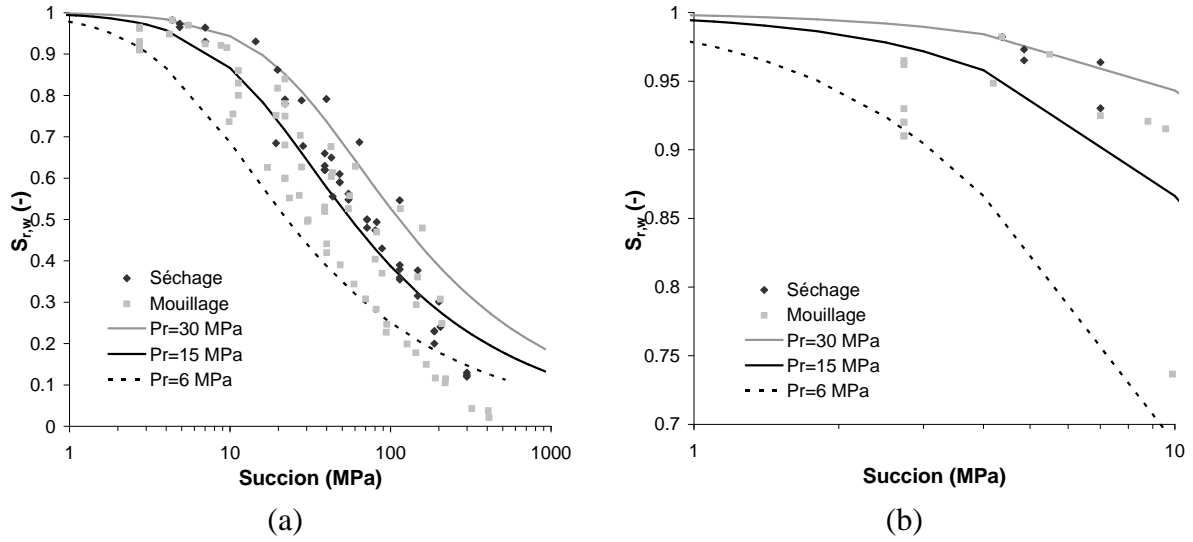 1
0.9
0.8
0.7
0.6
0.5
0.4
0.3
0.2
0.1
0
S_{r,w} (-)
1 10 100 1000
Succion (MPa)
Séchage
Mouillage
Pr=30 MPa
Pr=15 MPa
Pr=6 MPa
(a)
1
0.95
0.9
0.85
0.8
0.75
0.7
S_{r,w} (-)
1 10
Succion (MPa)
Séchage
Mouillage
Pr=30 MPa
Pr=15 MPa
Pr=6 MPa
(b)